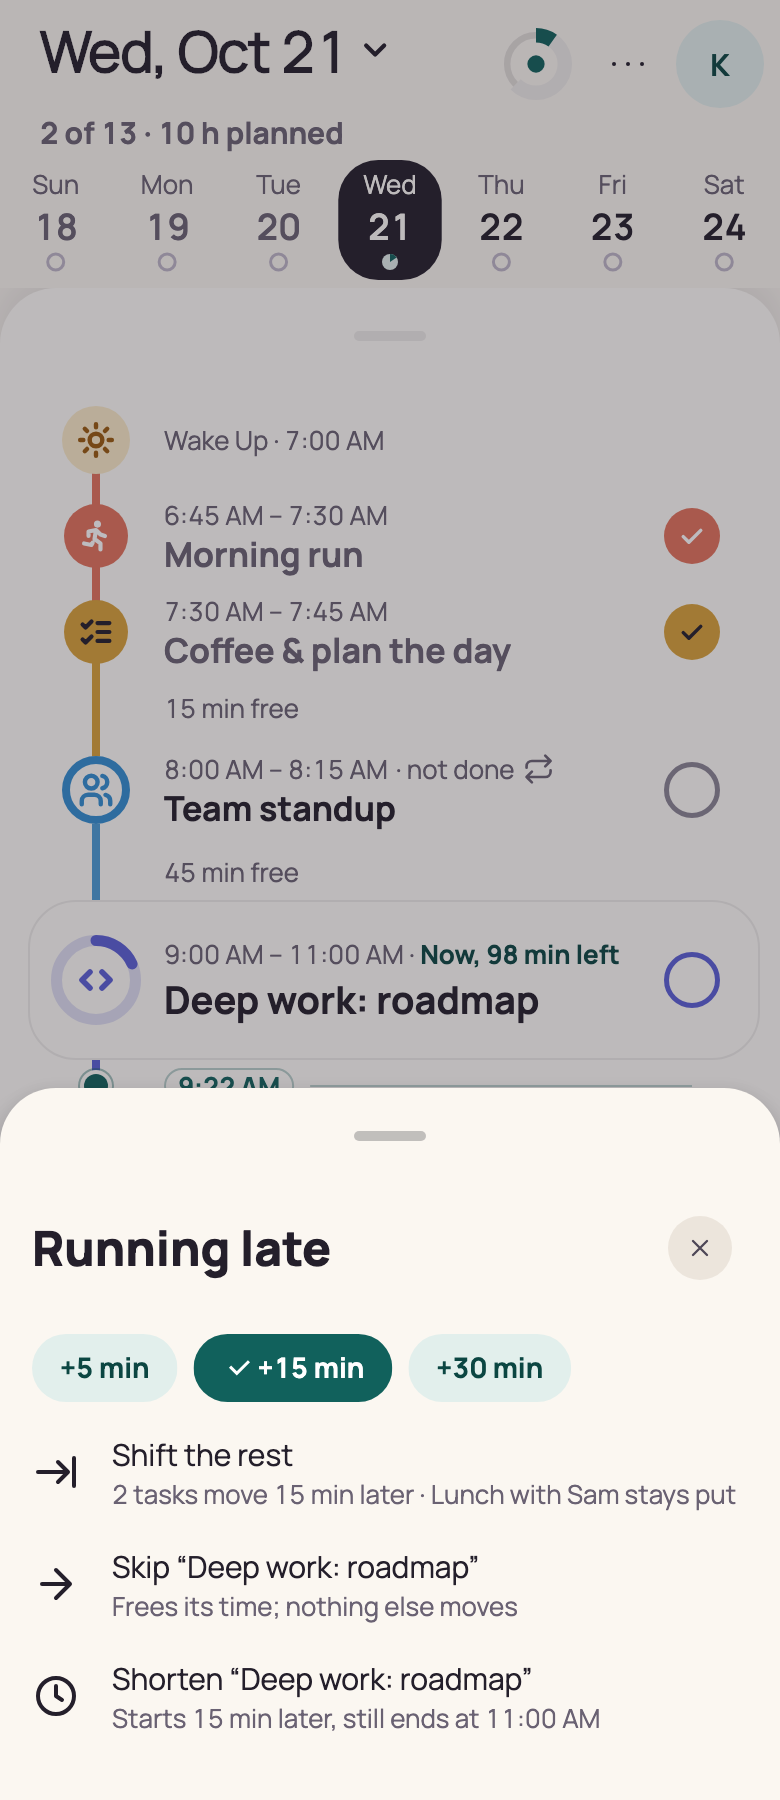 Wed, Oct 21
K
2 of 13 · 10 h planned
Sun Mon Tue Wed Thu Fri Sat
18 19 20 21 22 23 24
Wake Up · 7:00 AM
6:45 AM – 7:30 AM
Morning run
7:30 AM – 7:45 AM
Coffee & plan the day
15 min free
8:00 AM – 8:15 AM · not done
Team standup
45 min free
9:00 AM – 11:00 AM · Now, 98 min left
Deep work: roadmap
9:22 AM
Running late
+5 min +15 min +30 min
Shift the rest
2 tasks move 15 min later · Lunch with Sam stays put
Skip “Deep work: roadmap”
Frees its time; nothing else moves
Shorten “Deep work: roadmap”
Starts 15 min later, still ends at 11:00 AM